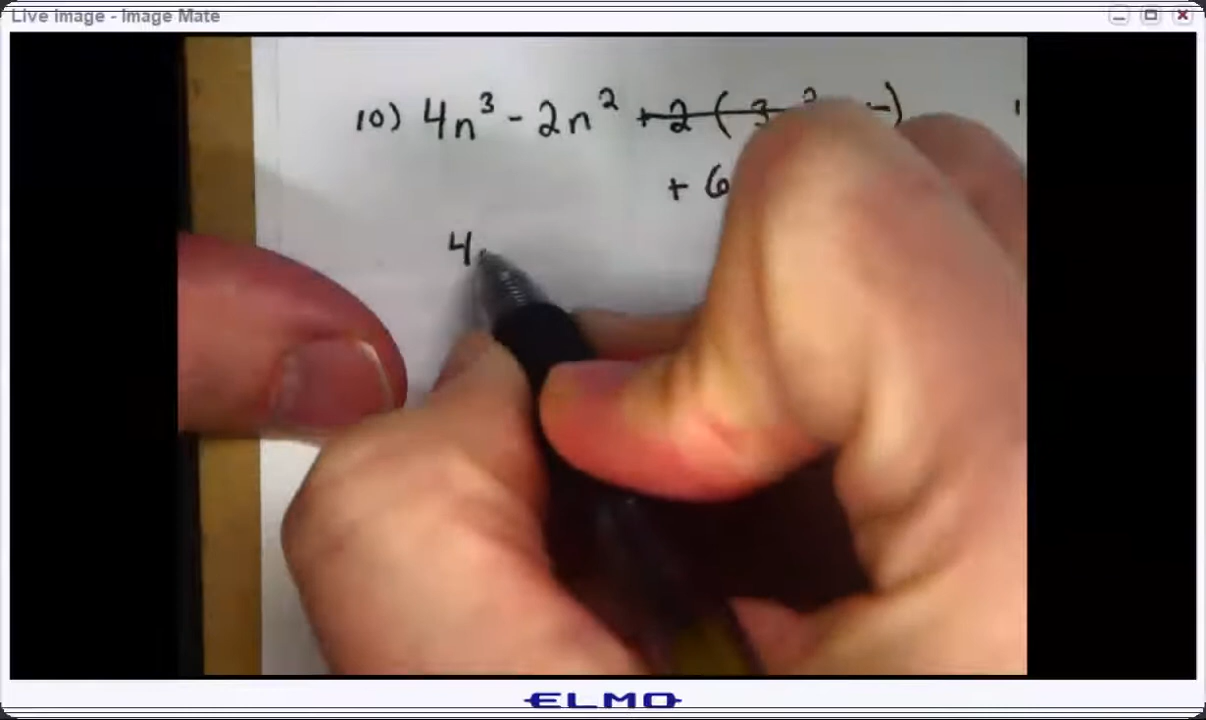 Live image - Image Mate
10) 4n³ - 2n² + 2 (
+ 6
4
ELMO